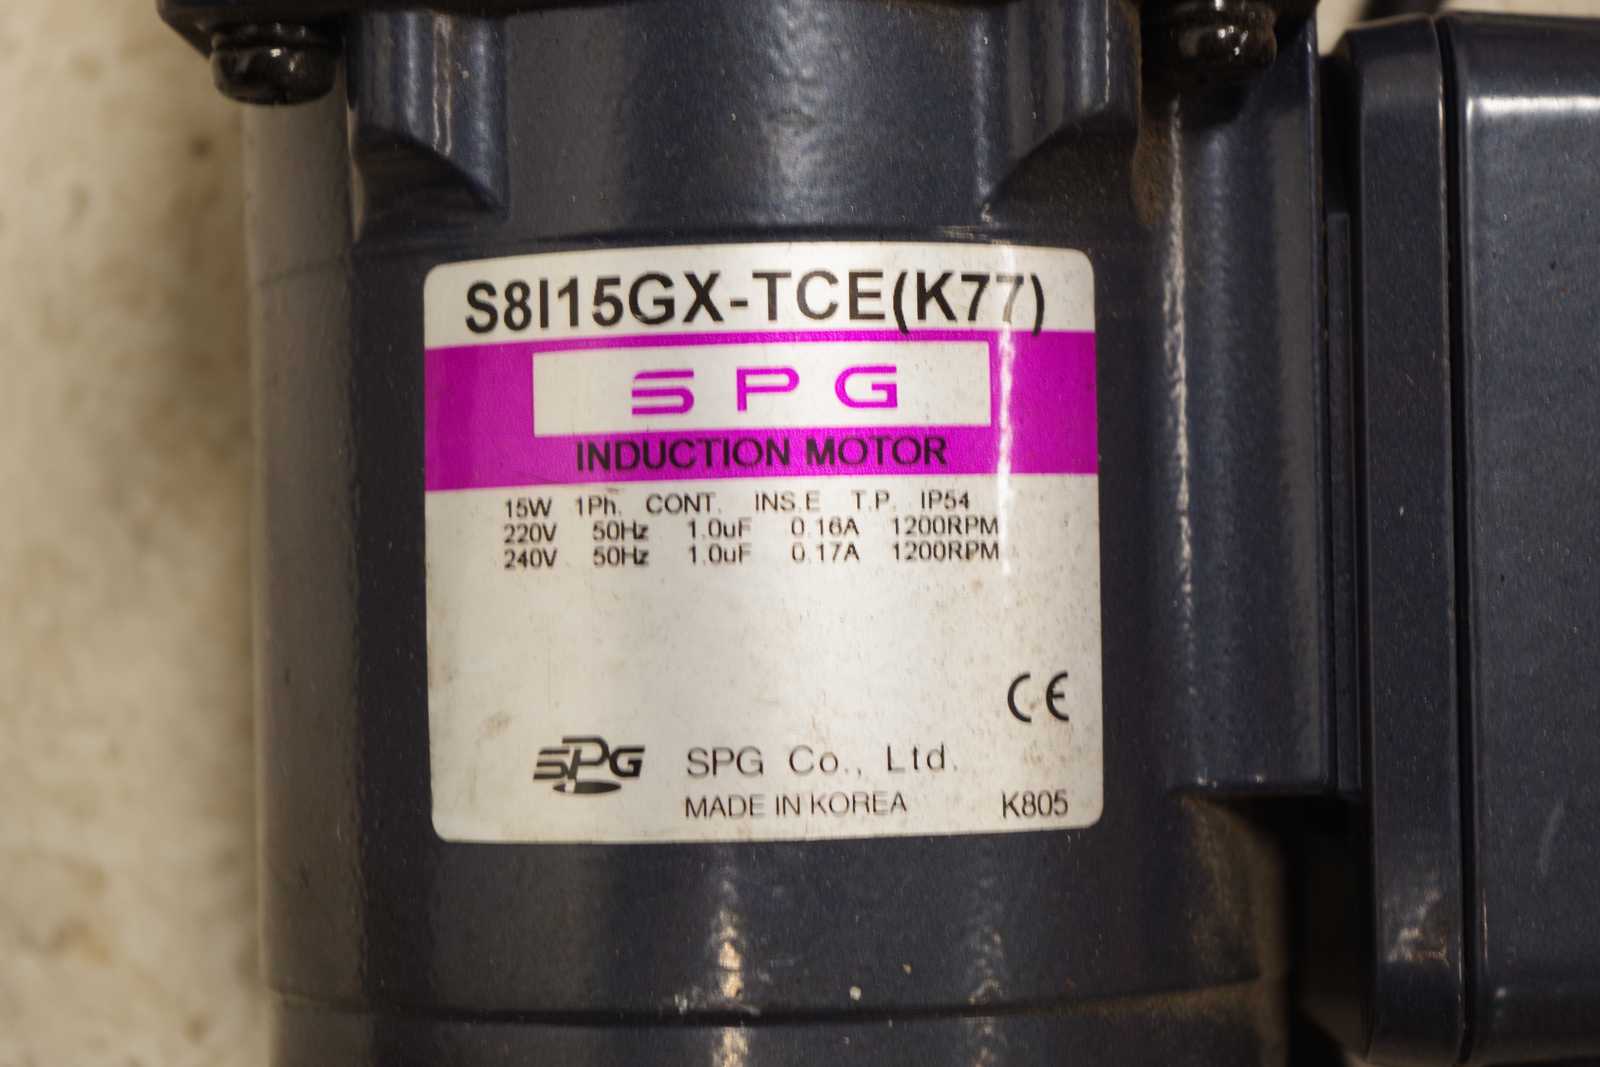 S8I15GX-TCE(K77)
SPG
INDUCTION MOTOR
15W 1Ph. CONT. INS.E T.P. IP54
220V 50Hz 1.0uF 0.16A 1200RPM
240V 50Hz 1.0uF 0.17A 1200RPM
CE
SPG SPG Co., Ltd.
MADE IN KOREA K805